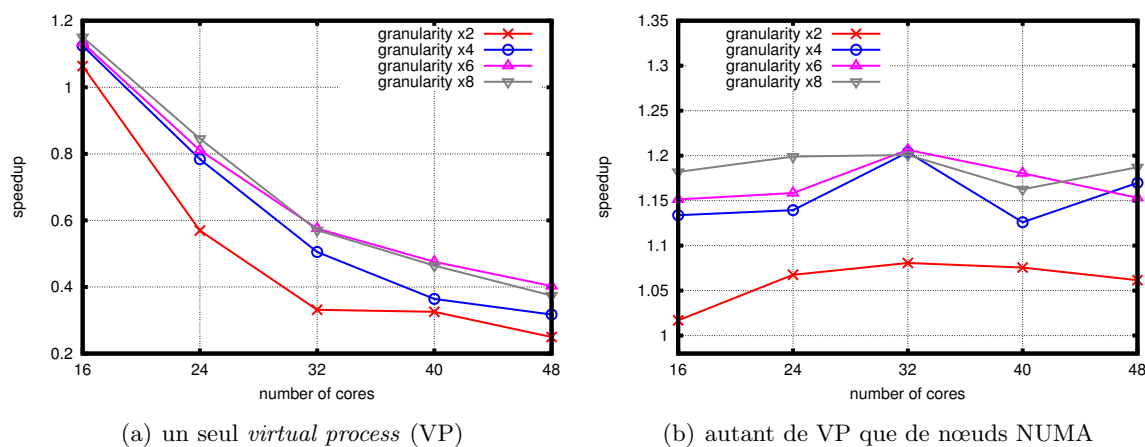 1.2
1
0.8
0.6
0.4
0.2
speedup
16
24
32
40
48
number of cores
granularity x2
granularity x4
granularity x6
granularity x8
(a) un seul virtual process (VP)
1.35
1.3
1.25
1.2
1.15
1.1
1.05
1
speedup
16
24
32
40
48
number of cores
granularity x2
granularity x4
granularity x6
granularity x8
(b) autant de VP que de nœuds NUMA